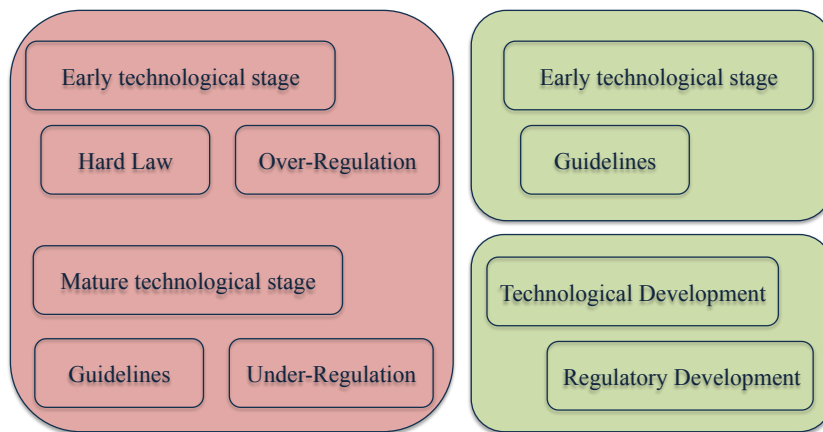 Early technological stage
Hard Law
Over-Regulation
Mature technological stage
Guidelines
Under-Regulation
Early technological stage
Guidelines
Technological Development
Regulatory Development